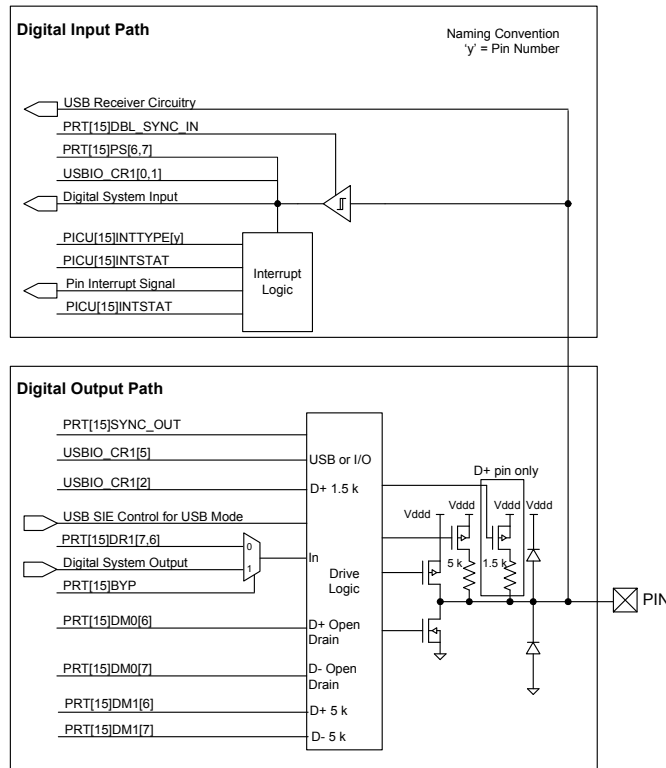 Digital Input Path
Naming Convention
‘y’ = Pin Number
USB Receiver Circuitry
PRT[15]DBL_SYNC_IN
PRT[15]PS[6,7]
USBIO_CR1[0,1]
Digital System Input
PICU[15]INTTYPE[y]
PICU[15]INTSTAT
Pin Interrupt Signal
PICU[15]INTSTAT
Interrupt
Logic
Digital Output Path
PRT[15]SYNC_OUT
USBIO_CR1[5]
USB or I/O
USBIO_CR1[2]
D+ 1.5 k
D+ pin only
USB SIE Control for USB Mode
PRT[15]DR1[7,6]
0
Digital System Output
1
PRT[15]BYP
In
Drive
Logic
Vddd
Vddd
Vddd
Vddd
5 k
1.5 k
PIN
PRT[15]DM0[6]
D+ Open
Drain
PRT[15]DM0[7]
D- Open
Drain
PRT[15]DM1[6]
D+ 5 k
PRT[15]DM1[7]
D- 5 k